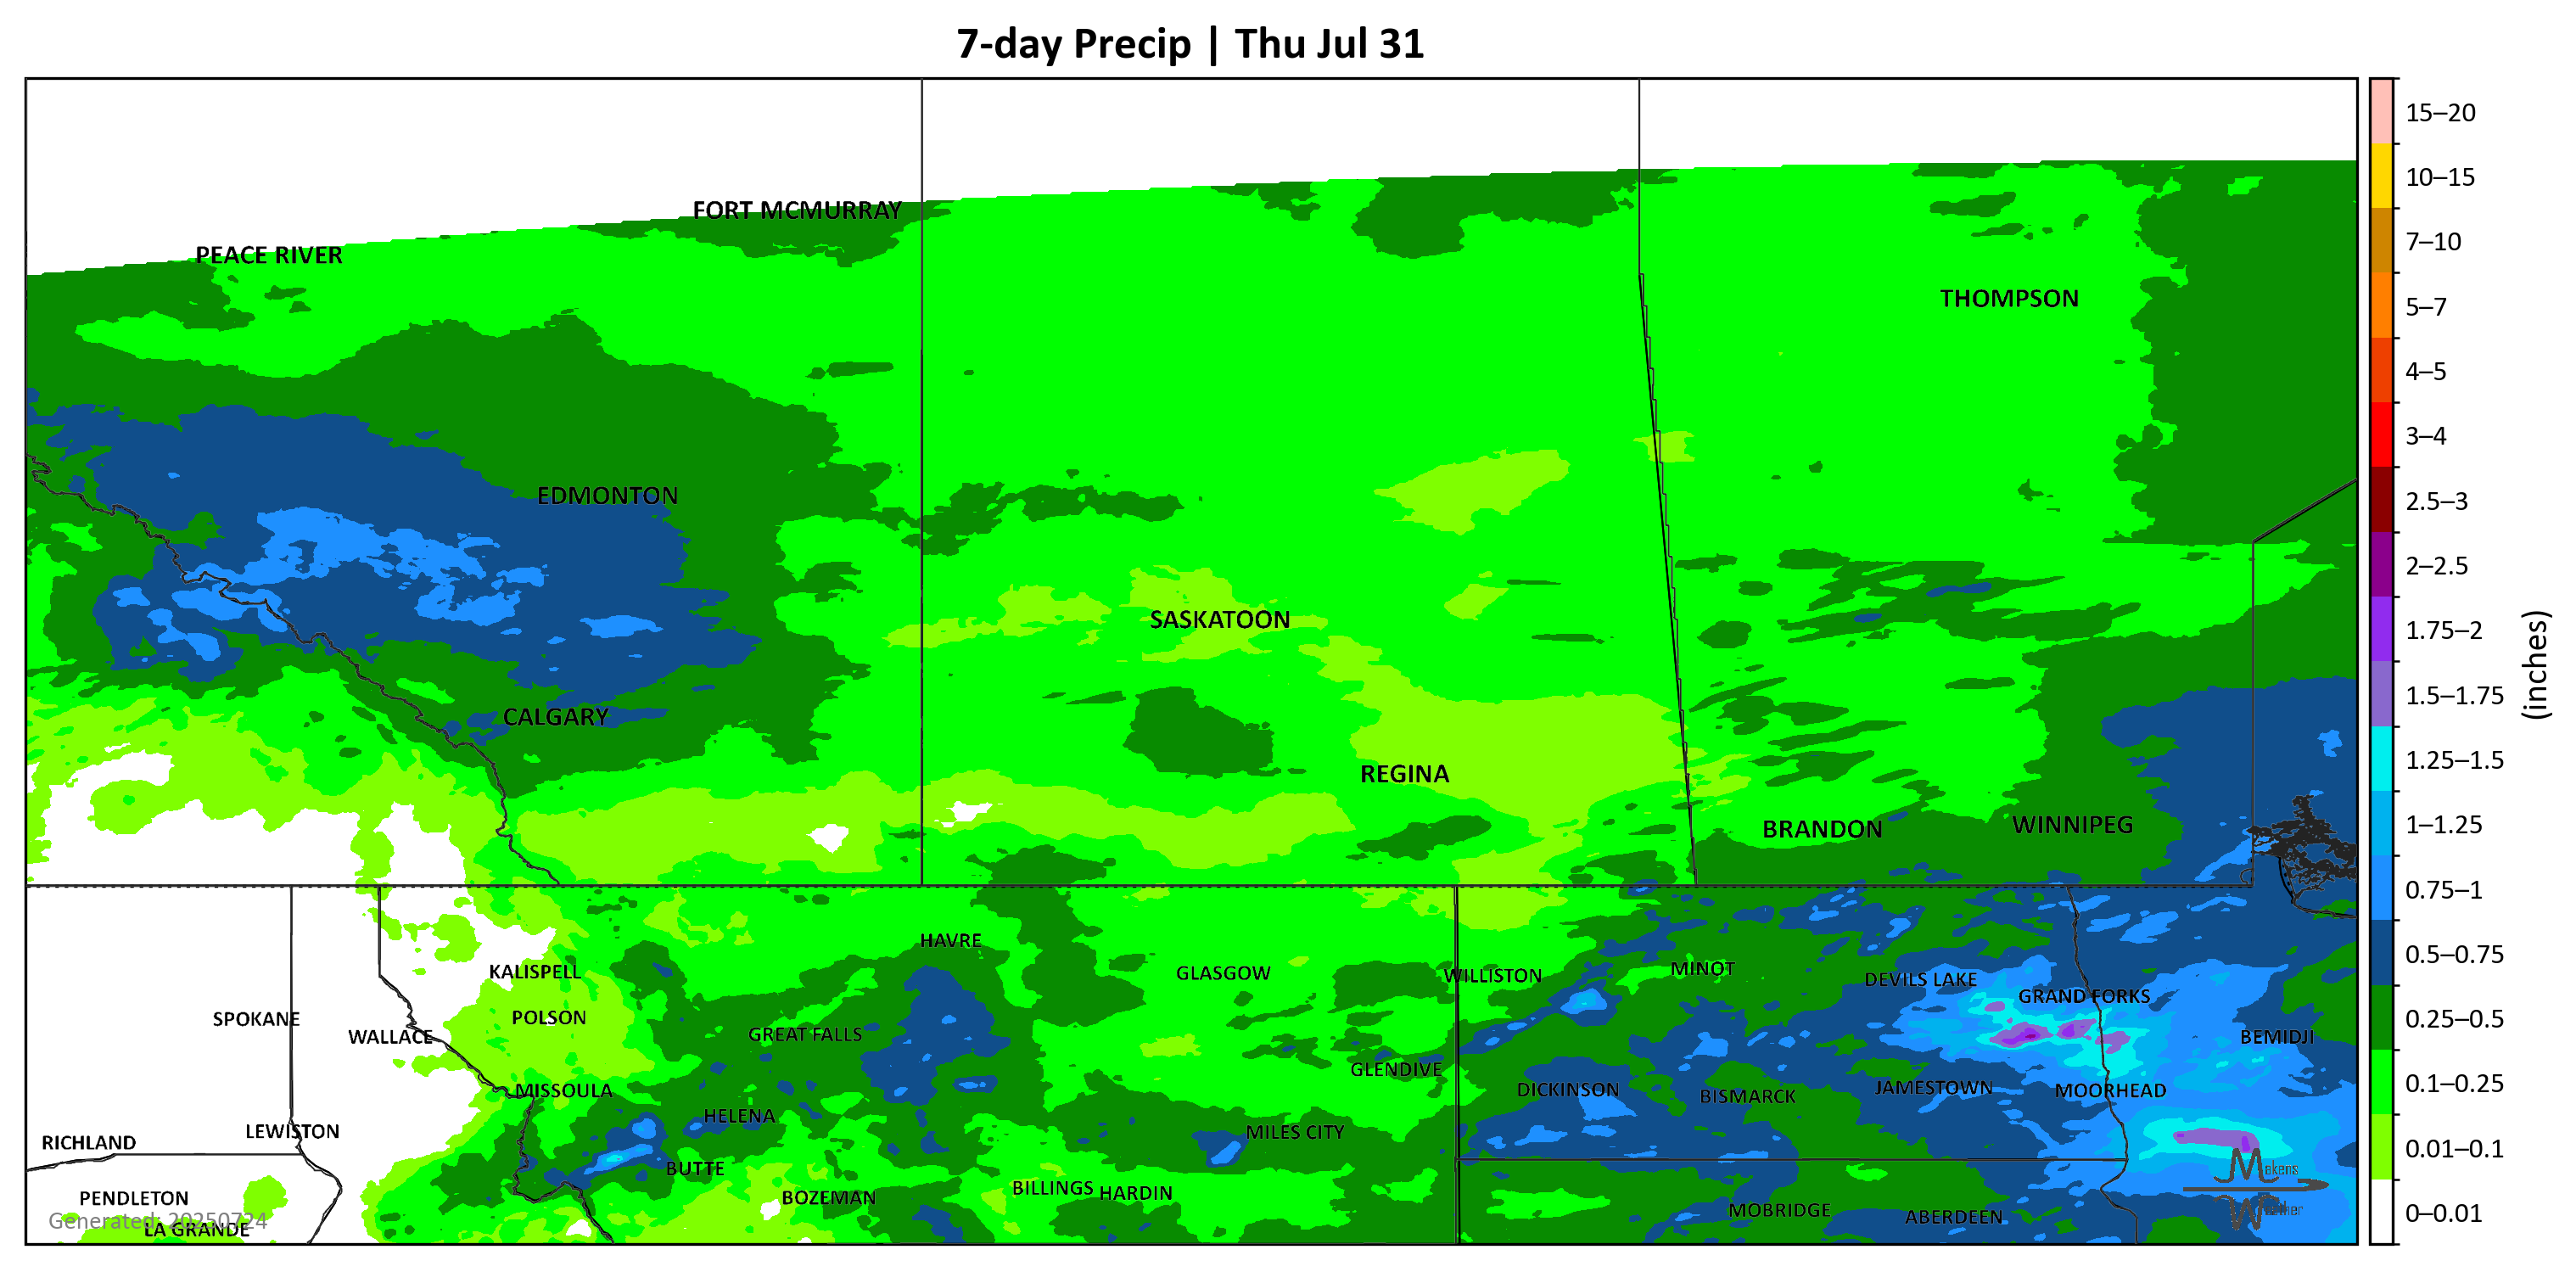 7-day Precip | Thu Jul 31
FORT MCMURRAY
PEACE RIVER
THOMPSON
EDMONTON
SASKATOON
CALGARY
REGINA
BRANDON
WINNIPEG
HAVRE
KALISPELL
GLASGOW
WILLISTON
MINOT
DEVILS LAKE
GRAND FORKS
SPOKANE
POLSON
WALLACE
GREAT FALLS
BEMIDJI
GLENDIVE
MISSOULA
DICKINSON
BISMARCK
JAMESTOWN
MOORHEAD
HELENA
RICHLAND
LEWISTON
MILES CITY
BUTTE
PENDLETON
BOZEMAN
BILLINGS
HARDIN
MOBRIDGE
ABERDEEN
Generated: 20250724
LA GRANDE
Makens
Weather
15–20
10–15
7–10
5–7
4–5
3–4
2.5–3
2–2.5
1.75–2
1.5–1.75
1.25–1.5
1–1.25
0.75–1
0.5–0.75
0.25–0.5
0.1–0.25
0.01–0.1
0–0.01
(inches)